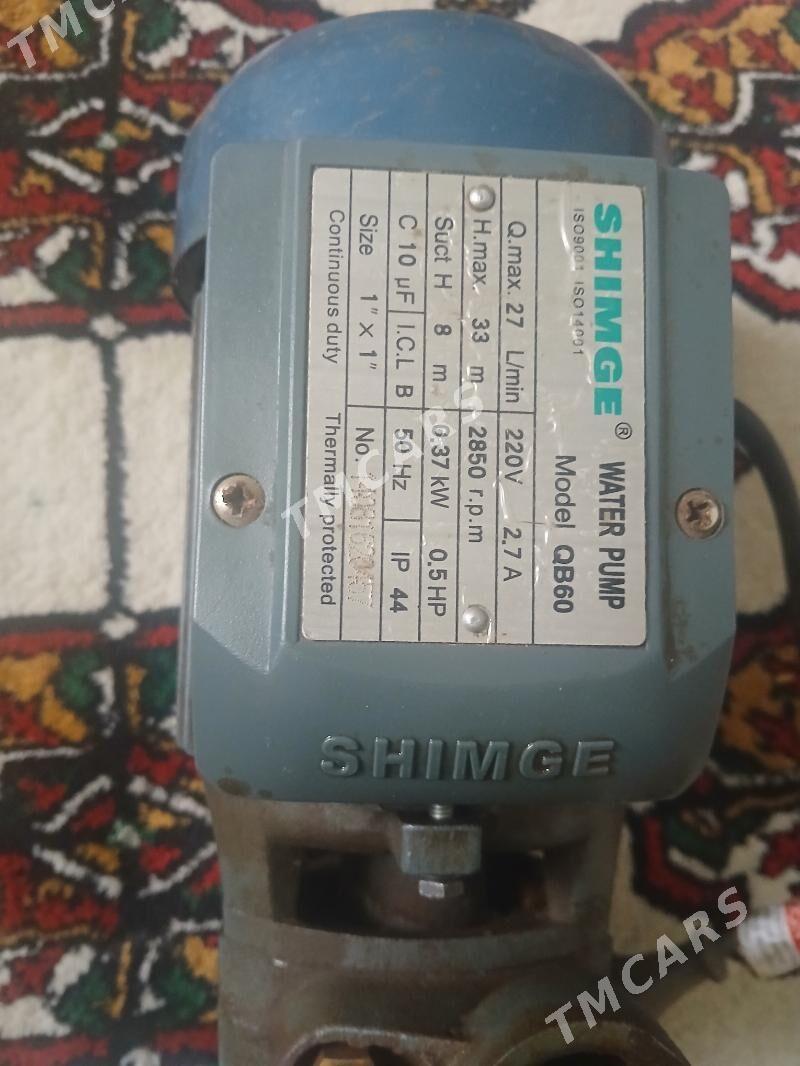 SHIMGE® WATER PUMP
ISO9001 ISO14001 Model QB60
Q.max. 27 L/min 220V 2.7A
H.max. 33 m 2850 r.p.m
Suct H 8 m 0.37 kW 0.5HP
C 10 µF I.C.L B 50 Hz IP 44
Size 1" × 1" No.
Continuous duty Thermally protected
SHIMGE
TMCARS
TMCARS
TMCARS